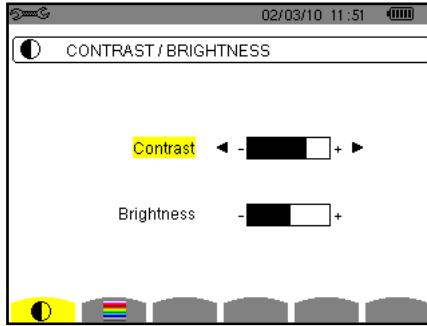 02/03/10 11:51
CONTRAST / BRIGHTNESS
Contrast - +
Brightness - +